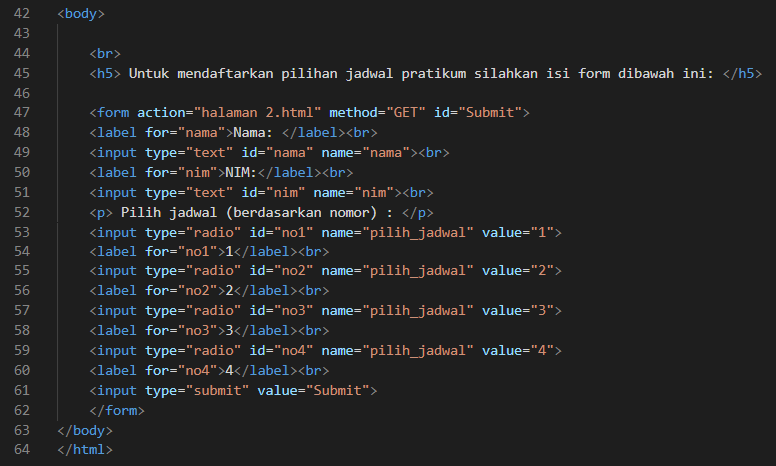 42 <body>
43
44 <br>
45 <h5> Untuk mendaftarkan pilihan jadwal pratikum silahkan isi form dibawah ini: </h5>
46
47 <form action="halaman 2.html" method="GET" id="Submit">
48 <label for="nama">Nama: </label><br>
49 <input type="text" id="nama" name="nama"><br>
50 <label for="nim">NIM:</label><br>
51 <input type="text" id="nim" name="nim"><br>
52 <p> Pilih jadwal (berdasarkan nomor) : </p>
53 <input type="radio" id="no1" name="pilih_jadwal" value="1">
54 <label for="no1">1</label><br>
55 <input type="radio" id="no2" name="pilih_jadwal" value="2">
56 <label for="no2">2</label><br>
57 <input type="radio" id="no3" name="pilih_jadwal" value="3">
58 <label for="no3">3</label><br>
59 <input type="radio" id="no4" name="pilih_jadwal" value="4">
60 <label for="no4">4</label><br>
61 <input type="submit" value="Submit">
62 </form>
63 </body>
64 </html>